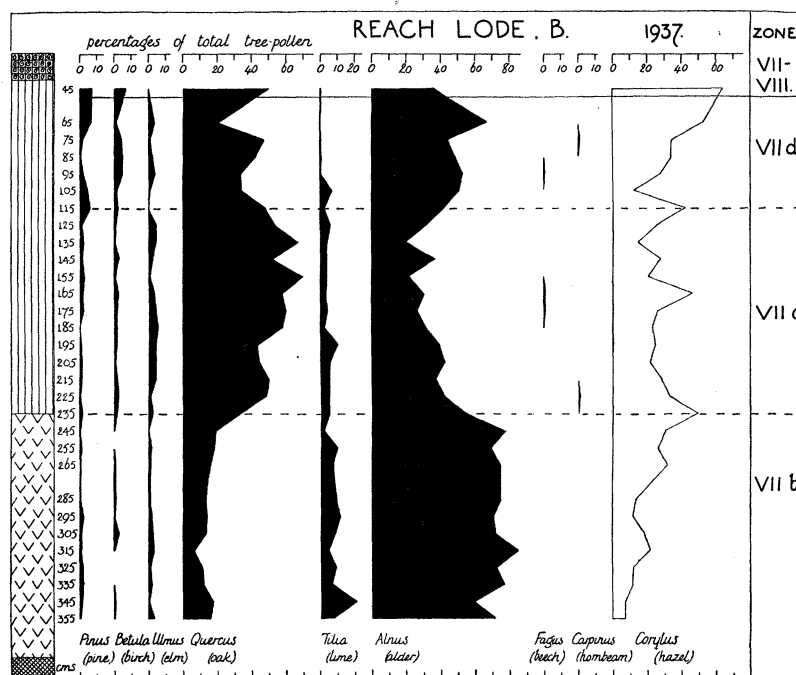 REACH LODE. B. 1937.
percentages of total tree-pollen
ZONE
0 10 0 10 0 10 0 20 40 60 0 10 20 0 20 40 60 80 0 10 0 10 0 20 40 60
VII-
VIII.
45
65
75
VII d
85
95
105
115
125
135
145
155
165
175
VII c
185
195
205
215
225
235
245
255
265
VII b
285
295
305
315
325
335
345
355
cms
Pinus Betula Ulmus Quercus Tilia Alnus Fagus Carpinus Corylus
(pine) (birch) (elm) (oak) (lime) (alder) (beech) (hornbeam) (hazel)